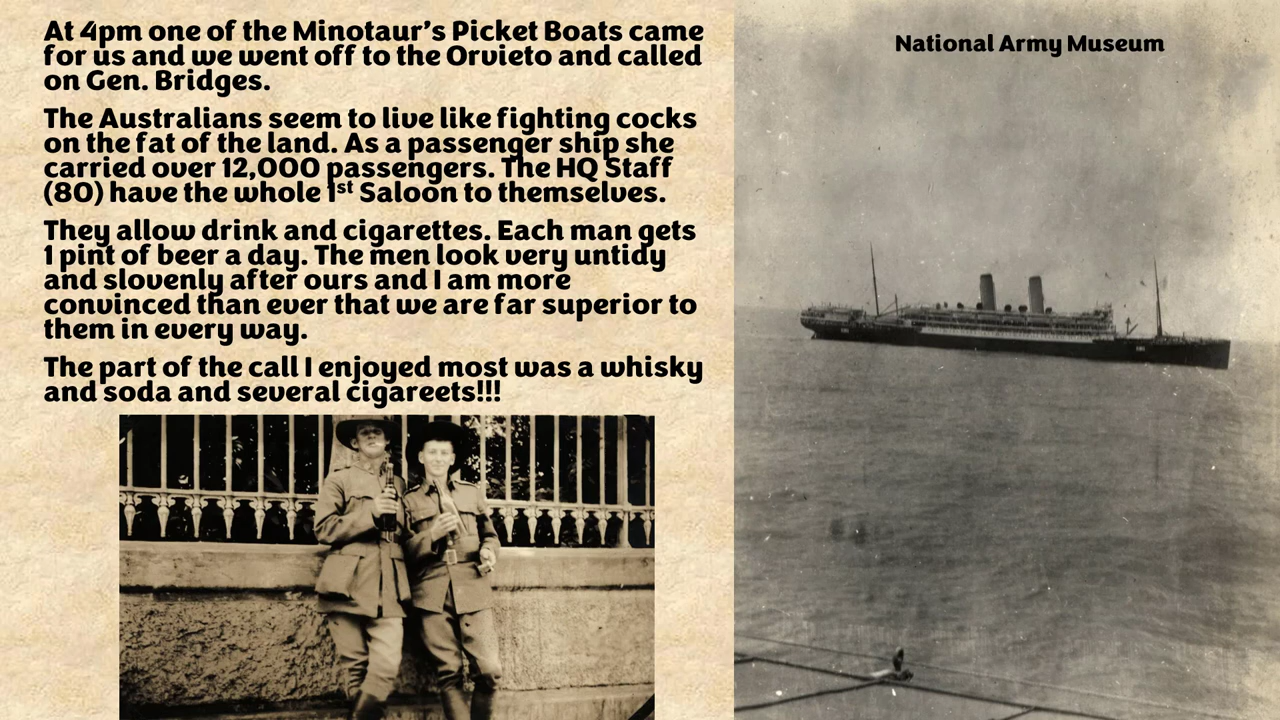 At 4pm one of the Minotaur's Picket Boats came
for us and we went off to the Orvieto and called
on Gen. Bridges.
The Australians seem to live like fighting cocks
on the fat of the land. As a passenger ship she
carried over 12,000 passengers. The HQ Staff
(80) have the whole 1st Saloon to themselves.
They allow drink and cigarettes. Each man gets
1 pint of beer a day. The men look very untidy
and slovenly after ours and I am more
convinced than ever that we are far superior to
them in every way.
The part of the call I enjoyed most was a whisky
and soda and several cigareets!!!
National Army Museum